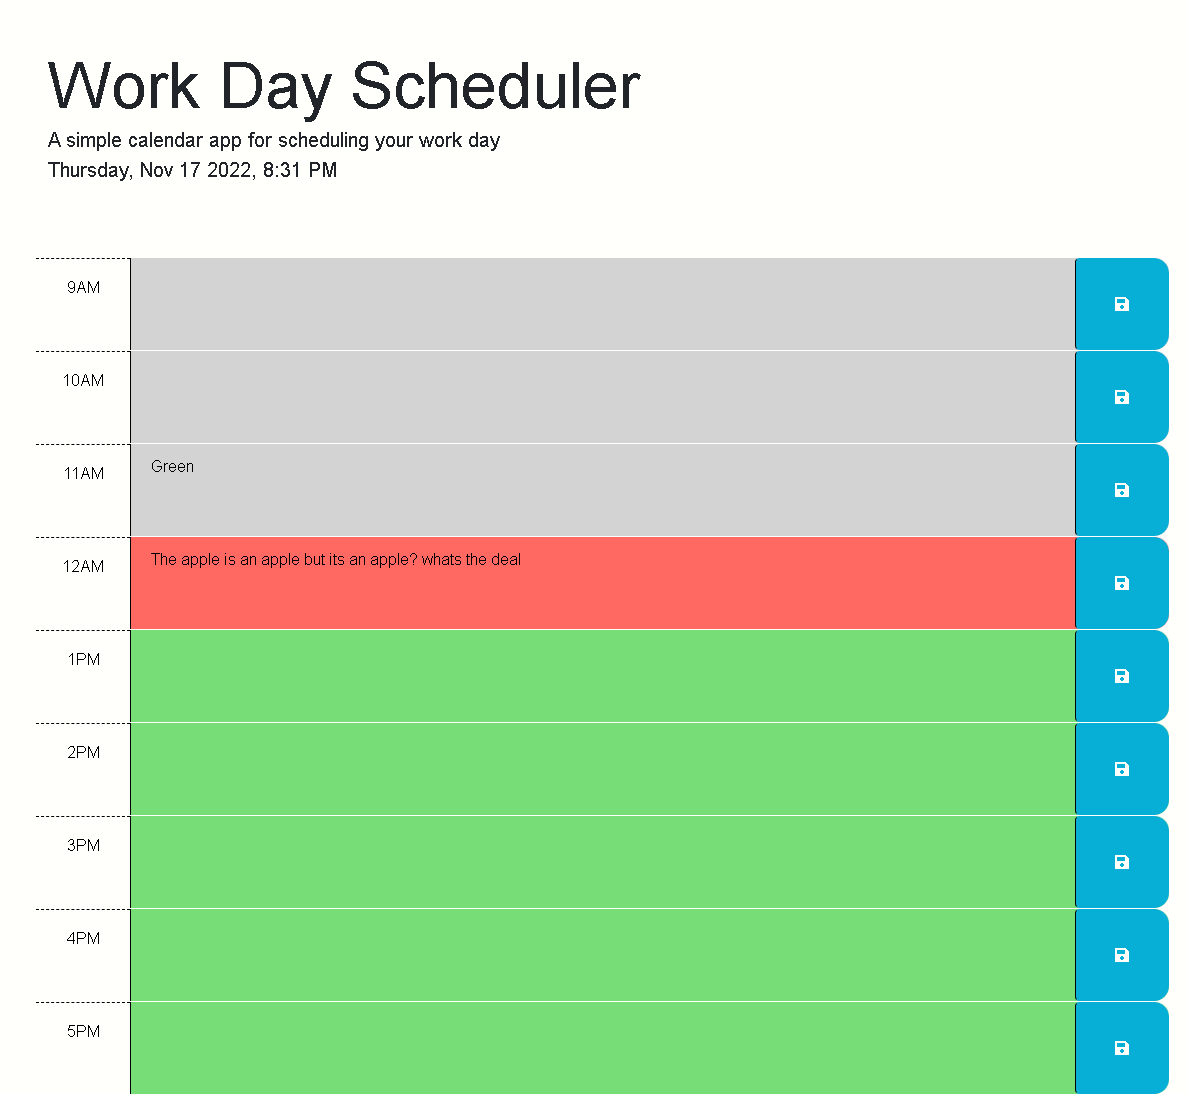 Work Day Scheduler
A simple calendar app for scheduling your work day
Thursday, Nov 17 2022, 8:31 PM
9AM
10AM
11AM
Green
12AM
The apple is an apple but its an apple? whats the deal
1PM
2PM
3PM
4PM
5PM